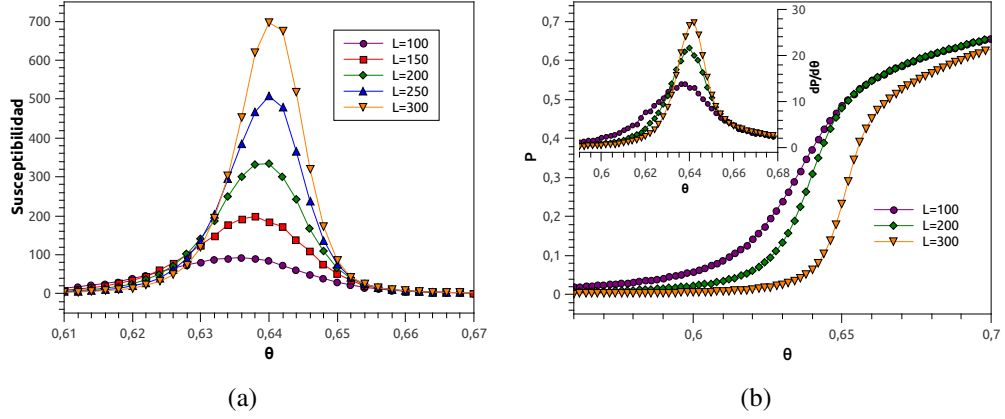 Susceptibilidad
700
600
500
400
300
200
100
0
0,61
0,62
0,63
0,64
0,65
0,66
0,67
θ
L=100
L=150
L=200
L=250
L=300
(a)
P
0,7
0,6
0,5
0,4
0,3
0,2
0,1
0
0,6
0,65
0,7
θ
L=100
L=200
L=300
30
20
10
0
dP/dθ
0,6
0,62
0,64
0,66
0,68
θ
(b)